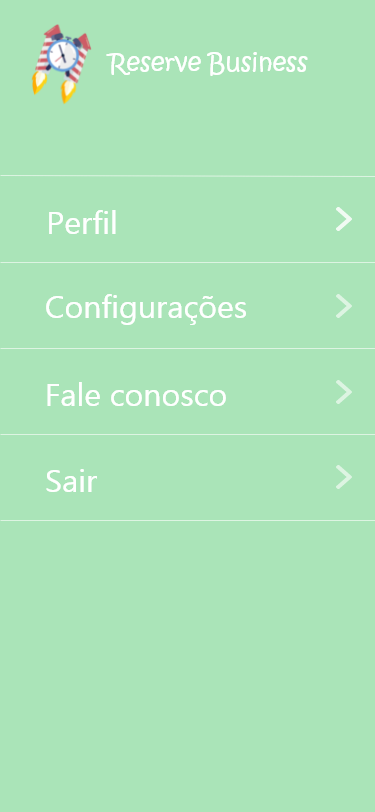 Reserve Business
Perfil
Configurações
Fale conosco
Sair